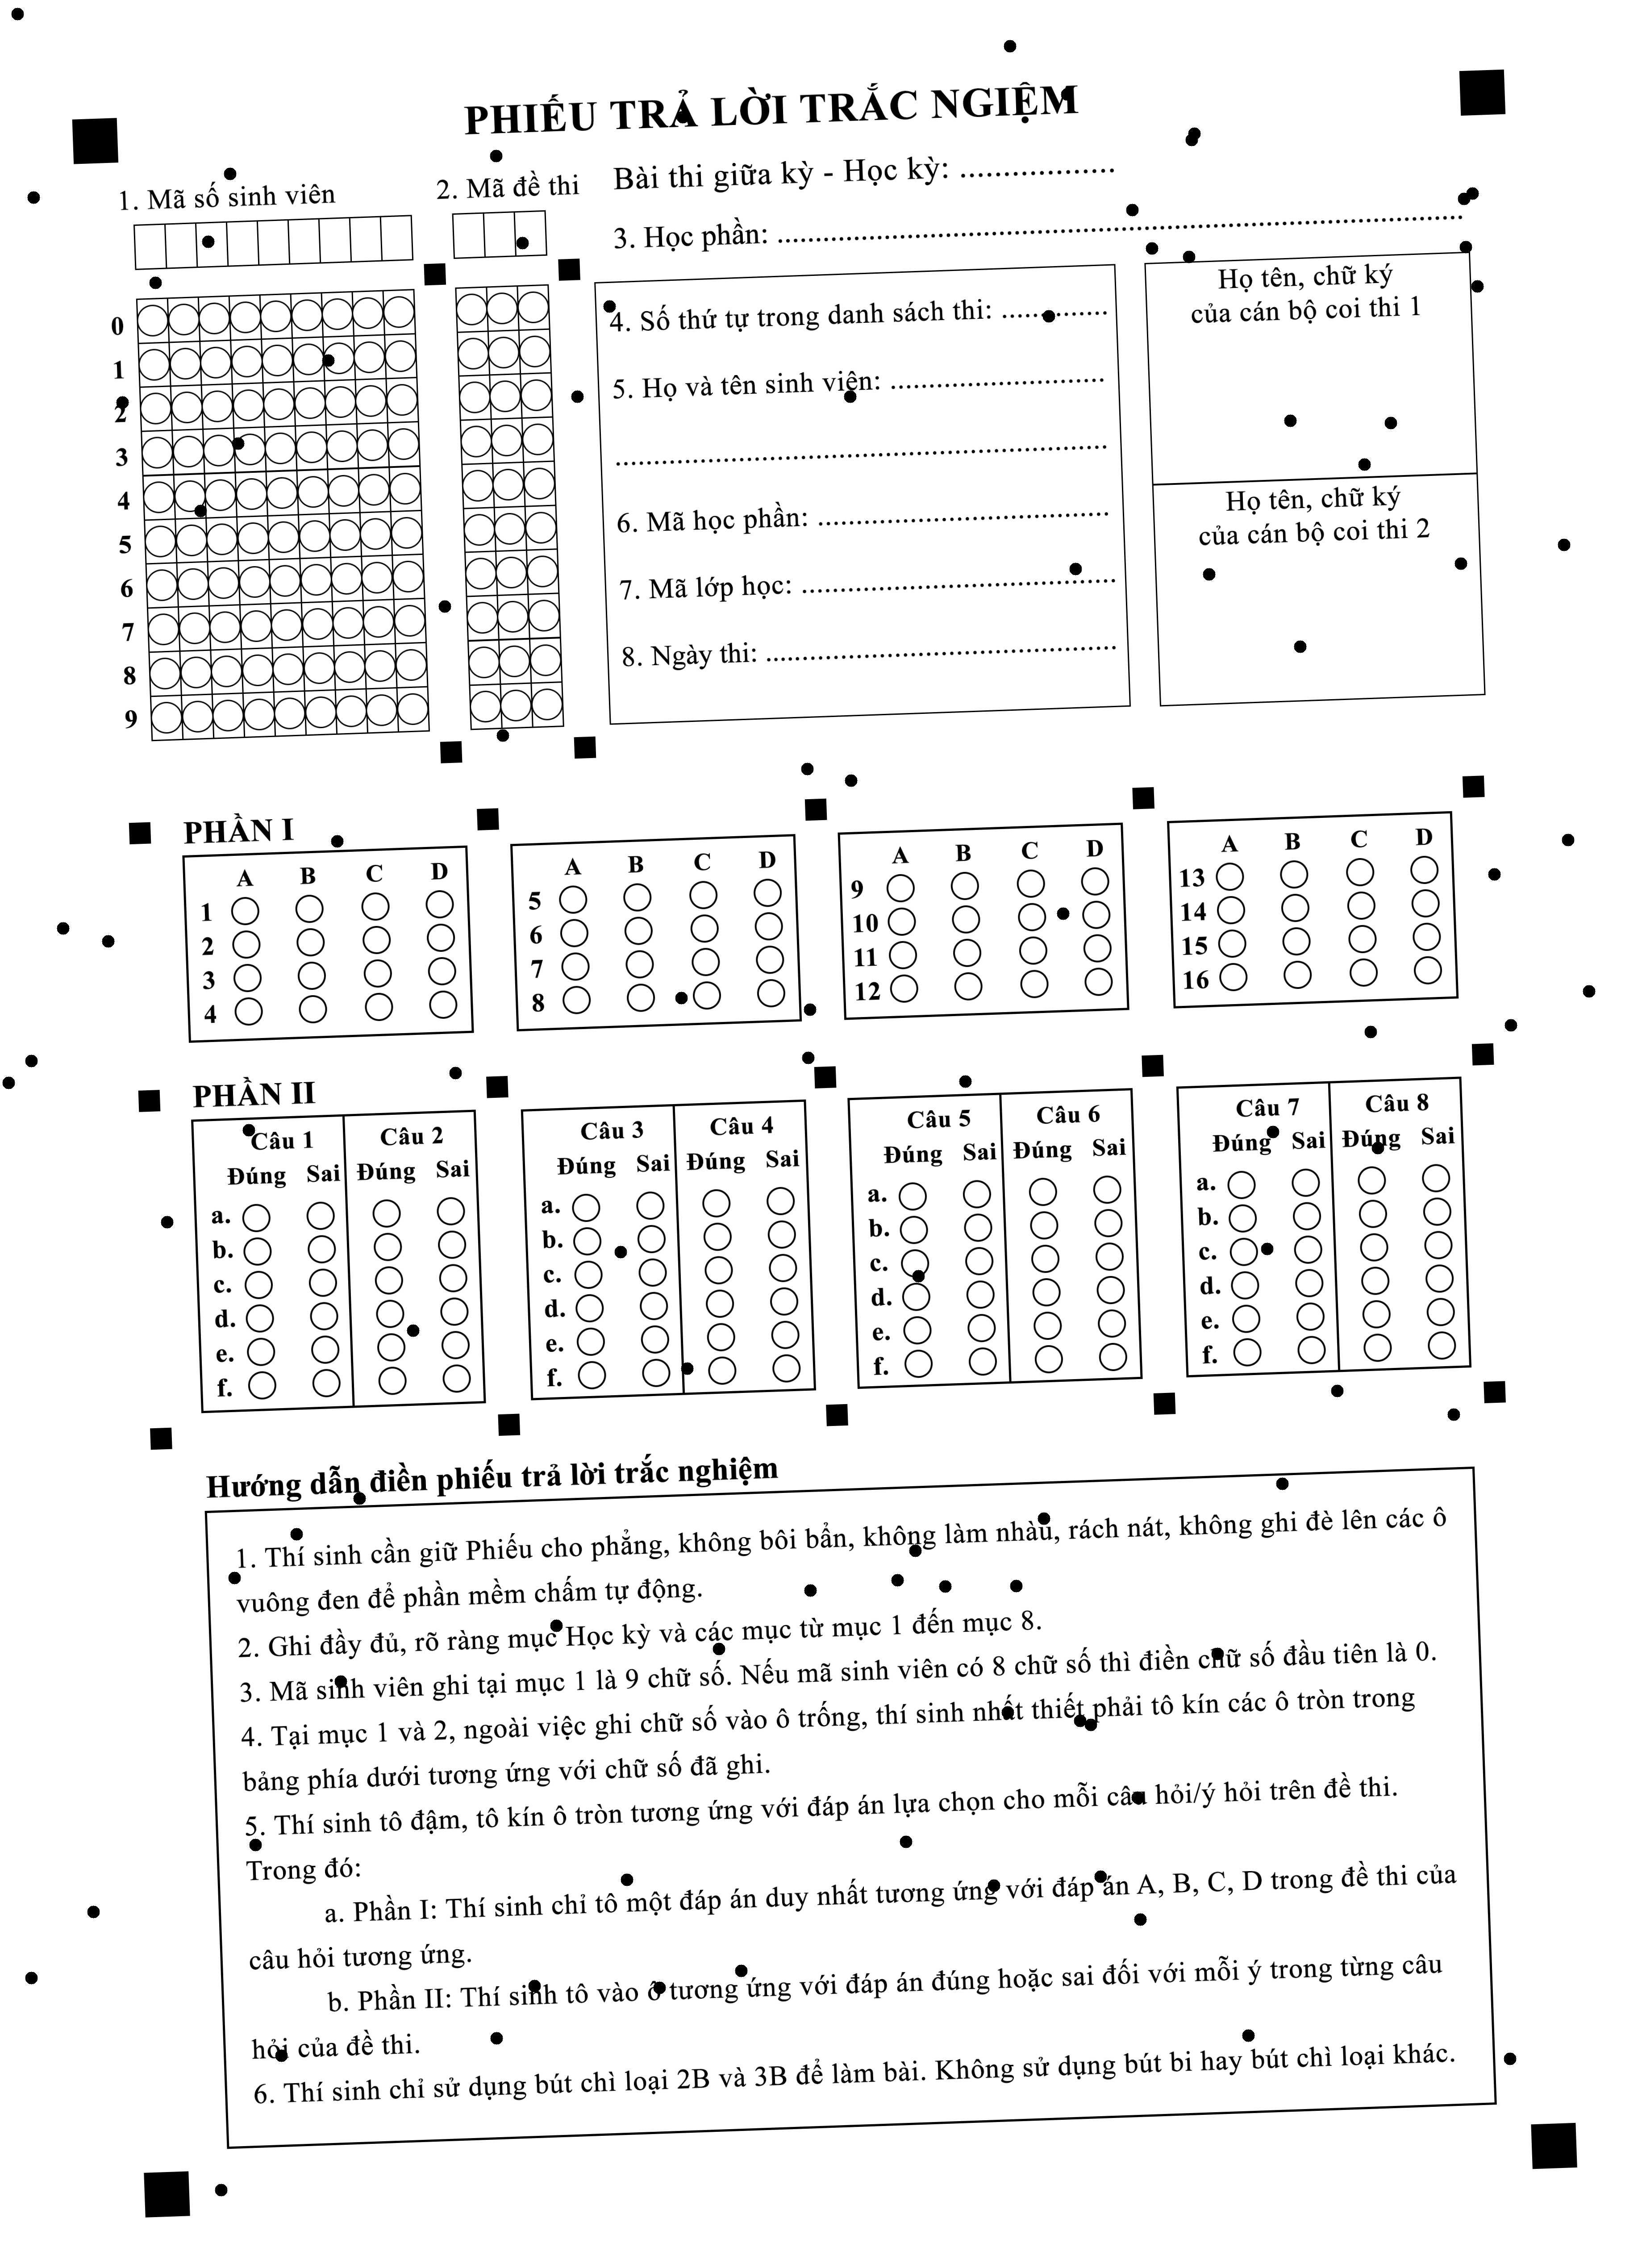 PHIẾU TRẢ LỜI TRẮC NGIỆM
1. Mã số sinh viên
2. Mã đề thi
Bài thi giữa kỳ - Học kỳ: ..................
3. Học phần: ..........................................................................................
0
1
2
3
4
5
6
7
8
9
4. Số thứ tự trong danh sách thi: ..............
5. Họ và tên sinh viên: .............................
...................................................................
6. Mã học phần: ........................................
7. Mã lớp học: ...........................................
8. Ngày thi: ................................................
Họ tên, chữ ký
của cán bộ coi thi 1
Họ tên, chữ ký
của cán bộ coi thi 2
PHẦN I
A B C D
1
2
3
4
A B C D
5
6
7
8
A B C D
9
10
11
12
A B C D
13
14
15
16
PHẦN II
Câu 1 Câu 2
Đúng Sai Đúng Sai
a.
b.
c.
d.
e.
f.
Câu 3 Câu 4
Đúng Sai Đúng Sai
a.
b.
c.
d.
e.
f.
Câu 5 Câu 6
Đúng Sai Đúng Sai
a.
b.
c.
d.
e.
f.
Câu 7 Câu 8
Đúng Sai Đúng Sai
a.
b.
c.
d.
e.
f.
Hướng dẫn điền phiếu trả lời trắc nghiệm
1. Thí sinh cần giữ Phiếu cho phẳng, không bôi bẩn, không làm nhàu, rách nát, không ghi đè lên các ô
vuông đen để phần mềm chấm tự động.
2. Ghi đầy đủ, rõ ràng mục Học kỳ và các mục từ mục 1 đến mục 8.
3. Mã sinh viên ghi tại mục 1 là 9 chữ số. Nếu mã sinh viên có 8 chữ số thì điền chữ số đầu tiên là 0.
4. Tại mục 1 và 2, ngoài việc ghi chữ số vào ô trống, thí sinh nhất thiết phải tô kín các ô tròn trong
bảng phía dưới tương ứng với chữ số đã ghi.
5. Thí sinh tô đậm, tô kín ô tròn tương ứng với đáp án lựa chọn cho mỗi câu hỏi/ý hỏi trên đề thi.
Trong đó:
a. Phần I: Thí sinh chỉ tô một đáp án duy nhất tương ứng với đáp án A, B, C, D trong đề thi của
câu hỏi tương ứng.
b. Phần II: Thí sinh tô vào ô tương ứng với đáp án đúng hoặc sai đối với mỗi ý trong từng câu
hỏi của đề thi.
6. Thí sinh chỉ sử dụng bút chì loại 2B và 3B để làm bài. Không sử dụng bút bi hay bút chì loại khác.